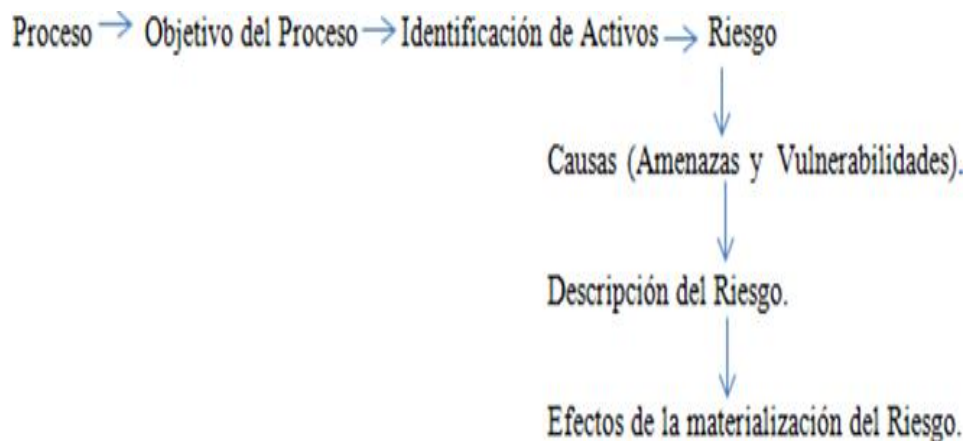 Proceso → Objetivo del Proceso → Identificación de Activos → Riesgo
Causas (Amenazas y Vulnerabilidades).
Descripción del Riesgo.
Efectos de la materialización del Riesgo.